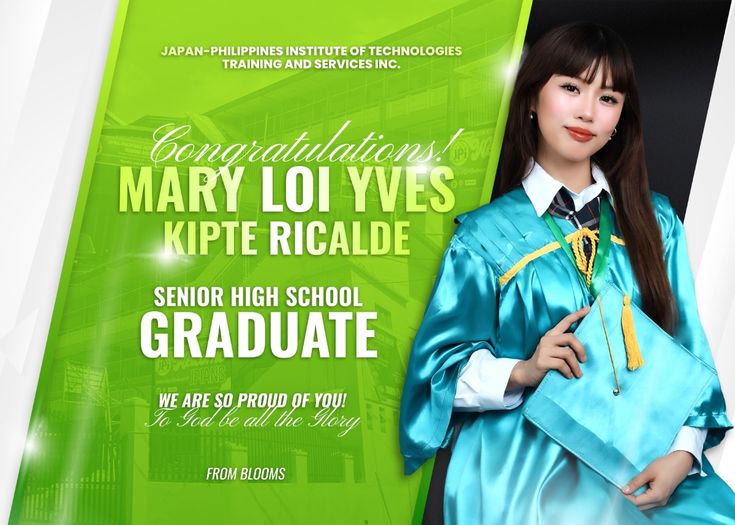 JAPAN-PHILIPPINES INSTITUTE OF TECHNOLOGIES
TRAINING AND SERVICES INC.
Congratulations!
MARY LOI YVES
KIPTE RICALDE
SENIOR HIGH SCHOOL
GRADUATE
WE ARE SO PROUD OF YOU!
To God be all the Glory
FROM BLOOMS